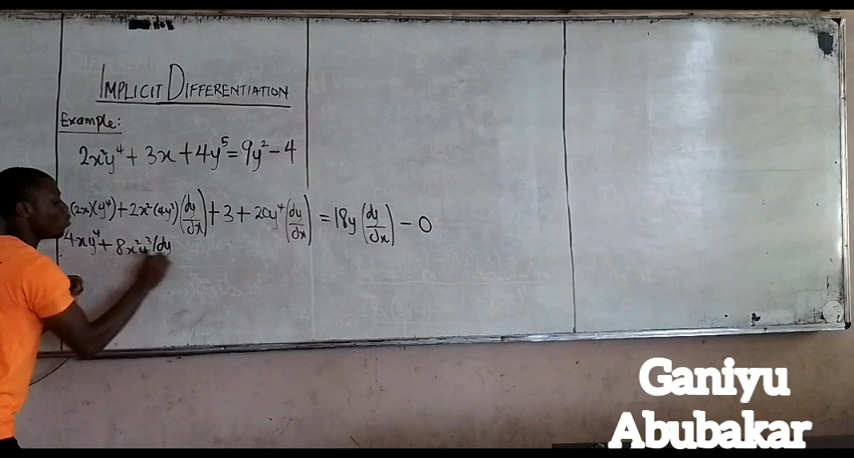 IMPLICIT DIFFERENTIATION
Example:
2x²y⁴ + 3x + 4y⁵ = 9y² - 4
(2x)(y⁴) + 2x²(4y³)(dy/dx) + 3 + 20y⁴(dy/dx) = 18y(dy/dx) - 0
4xy⁴ + 8x²y³(dy
Ganiyu
Abubakar